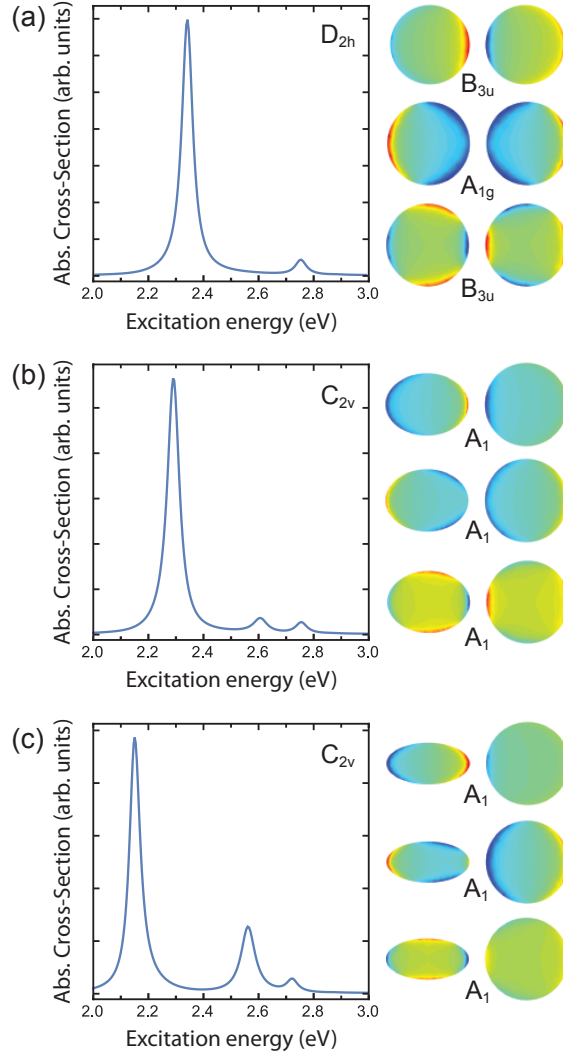 (a)
D2h
Abs. Cross-Section (arb. units)
2.0 2.2 2.4 2.6 2.8 3.0
Excitation energy (eV)
B3u
A1g
B3u
(b)
C2v
Abs. Cross-Section (arb. units)
2.0 2.2 2.4 2.6 2.8 3.0
Excitation energy (eV)
A1
A1
A1
(c)
C2v
Abs. Cross-Section (arb. units)
2.0 2.2 2.4 2.6 2.8 3.0
Excitation energy (eV)
A1
A1
A1